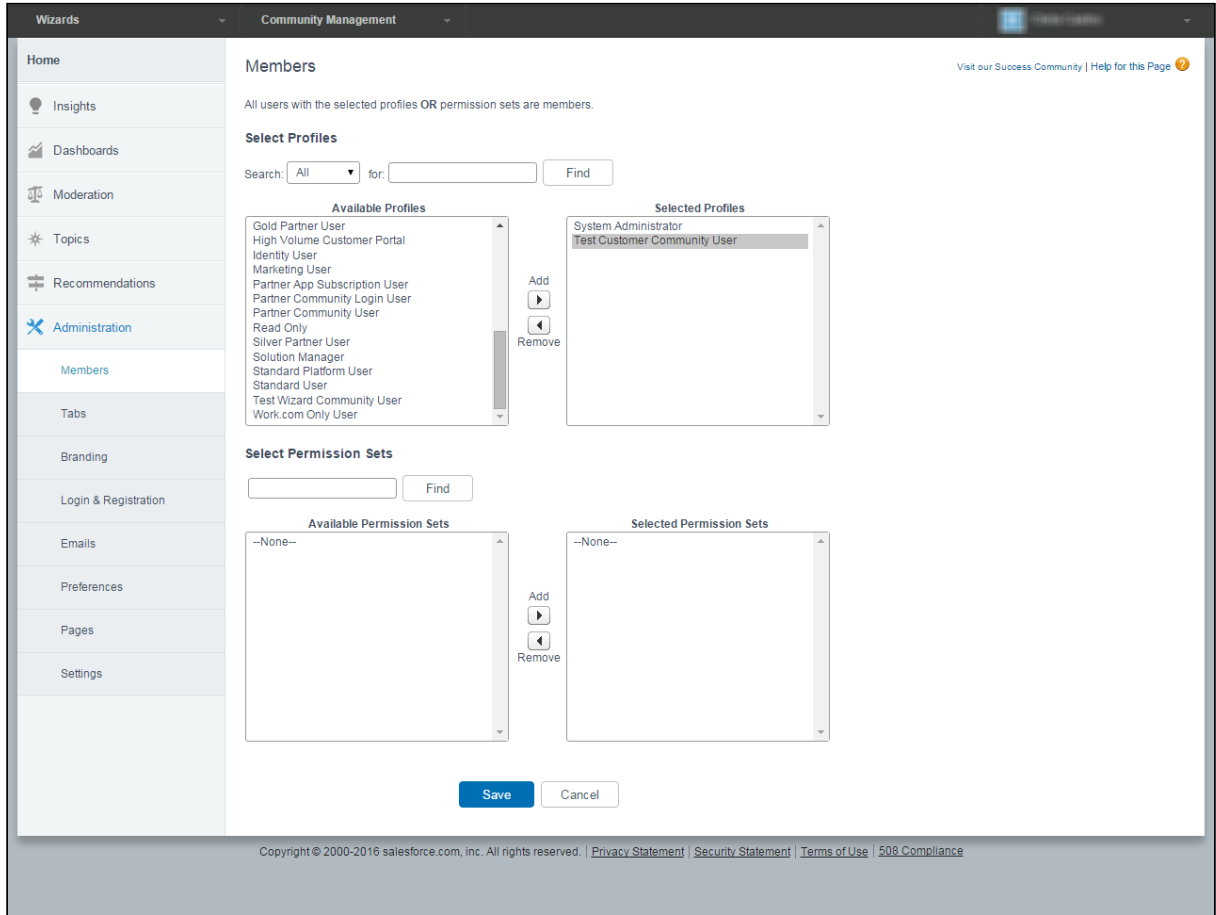 Wizards
Community Management
Home
Insights
Dashboards
Moderation
Topics
Recommendations
Administration
Members
Tabs
Branding
Login & Registration
Emails
Preferences
Pages
Settings
Members
Visit our Success Community | Help for this Page ?
All users with the selected profiles OR permission sets are members.
Select Profiles
Search: All for: Find
Available Profiles
Gold Partner User
High Volume Customer Portal
Identity User
Marketing User
Partner App Subscription User
Partner Community Login User
Partner Community User
Read Only
Silver Partner User
Solution Manager
Standard Platform User
Standard User
Test Wizard Community User
Work.com Only User
Add
Remove
Selected Profiles
System Administrator
Test Customer Community User
Select Permission Sets
Find
Available Permission Sets
--None--
Add
Remove
Selected Permission Sets
--None--
Save
Cancel
Copyright © 2000-2016 salesforce.com, inc. All rights reserved. | Privacy Statement | Security Statement | Terms of Use | 508 Compliance